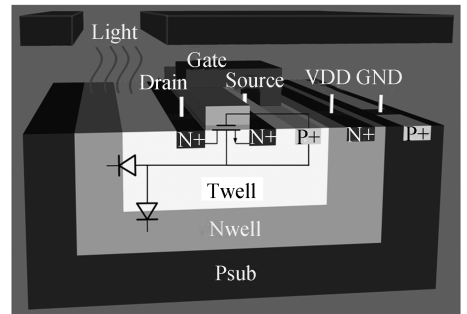 Light
Gate
Drain
Source
VDD GND
N+
N+
P+
N+
P+
Twell
Nwell
Psub